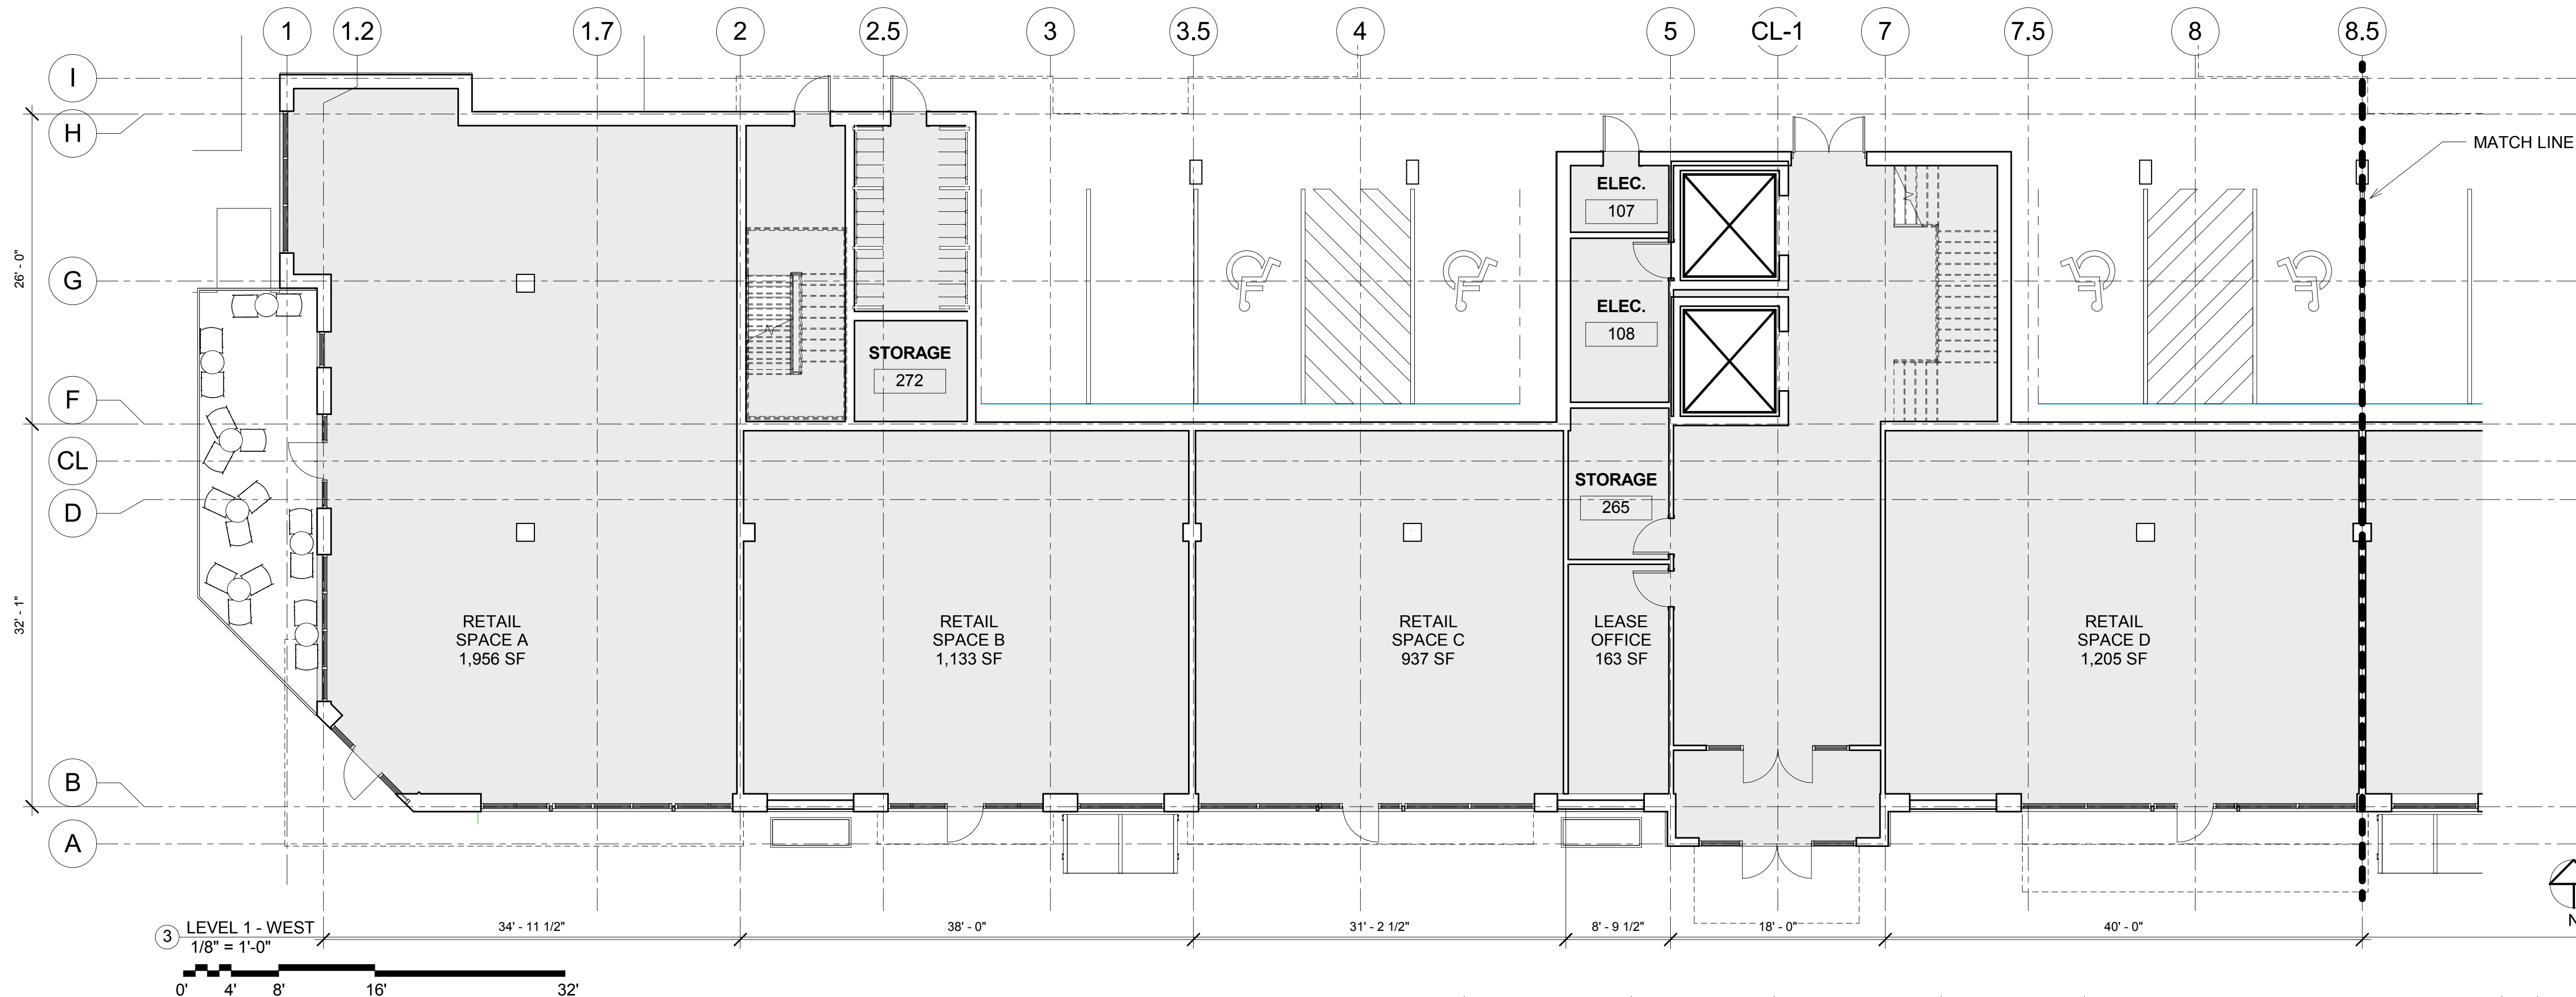 1
1.2
1.7
2
2.5
3
3.5
4
5
CL-1
7
7.5
8
8.5
I
H
G
F
CL
D
B
A
MATCH LINE
26' - 0"
32' - 1"
ELEC.
107
ELEC.
108
STORAGE
272
STORAGE
265
RETAIL
SPACE A
1,956 SF
RETAIL
SPACE B
1,133 SF
RETAIL
SPACE C
937 SF
LEASE
OFFICE
163 SF
RETAIL
SPACE D
1,205 SF
N
34' - 11 1/2"
38' - 0"
31' - 2 1/2"
8' - 9 1/2"
18' - 0"
40' - 0"
3
LEVEL 1 - WEST
1/8" = 1'-0"
0' 4' 8' 16' 32'